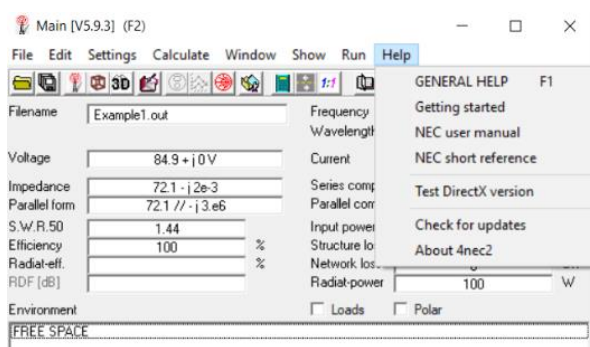 Main [V5.9.3] (F2)
File Edit Settings Calculate Window Show Run Help
3D 1:1
GENERAL HELP F1
Getting started
NEC user manual
NEC short reference
Test DirectX version
Check for updates
About 4nec2
Filename Example1.out Frequency
Wavelength
Voltage 84.9 + j 0 V Current
Impedance 72.1 - j 2e-3 Series comp
Parallel form 72.1 // - j 3.e6 Parallel com
S.W.R.50 1.44 Input power
Efficiency 100 % Structure los
Radiat-eff. % Network los
RDF [dB] Radiat-power 100 W
Environment Loads Polar
FREE SPACE